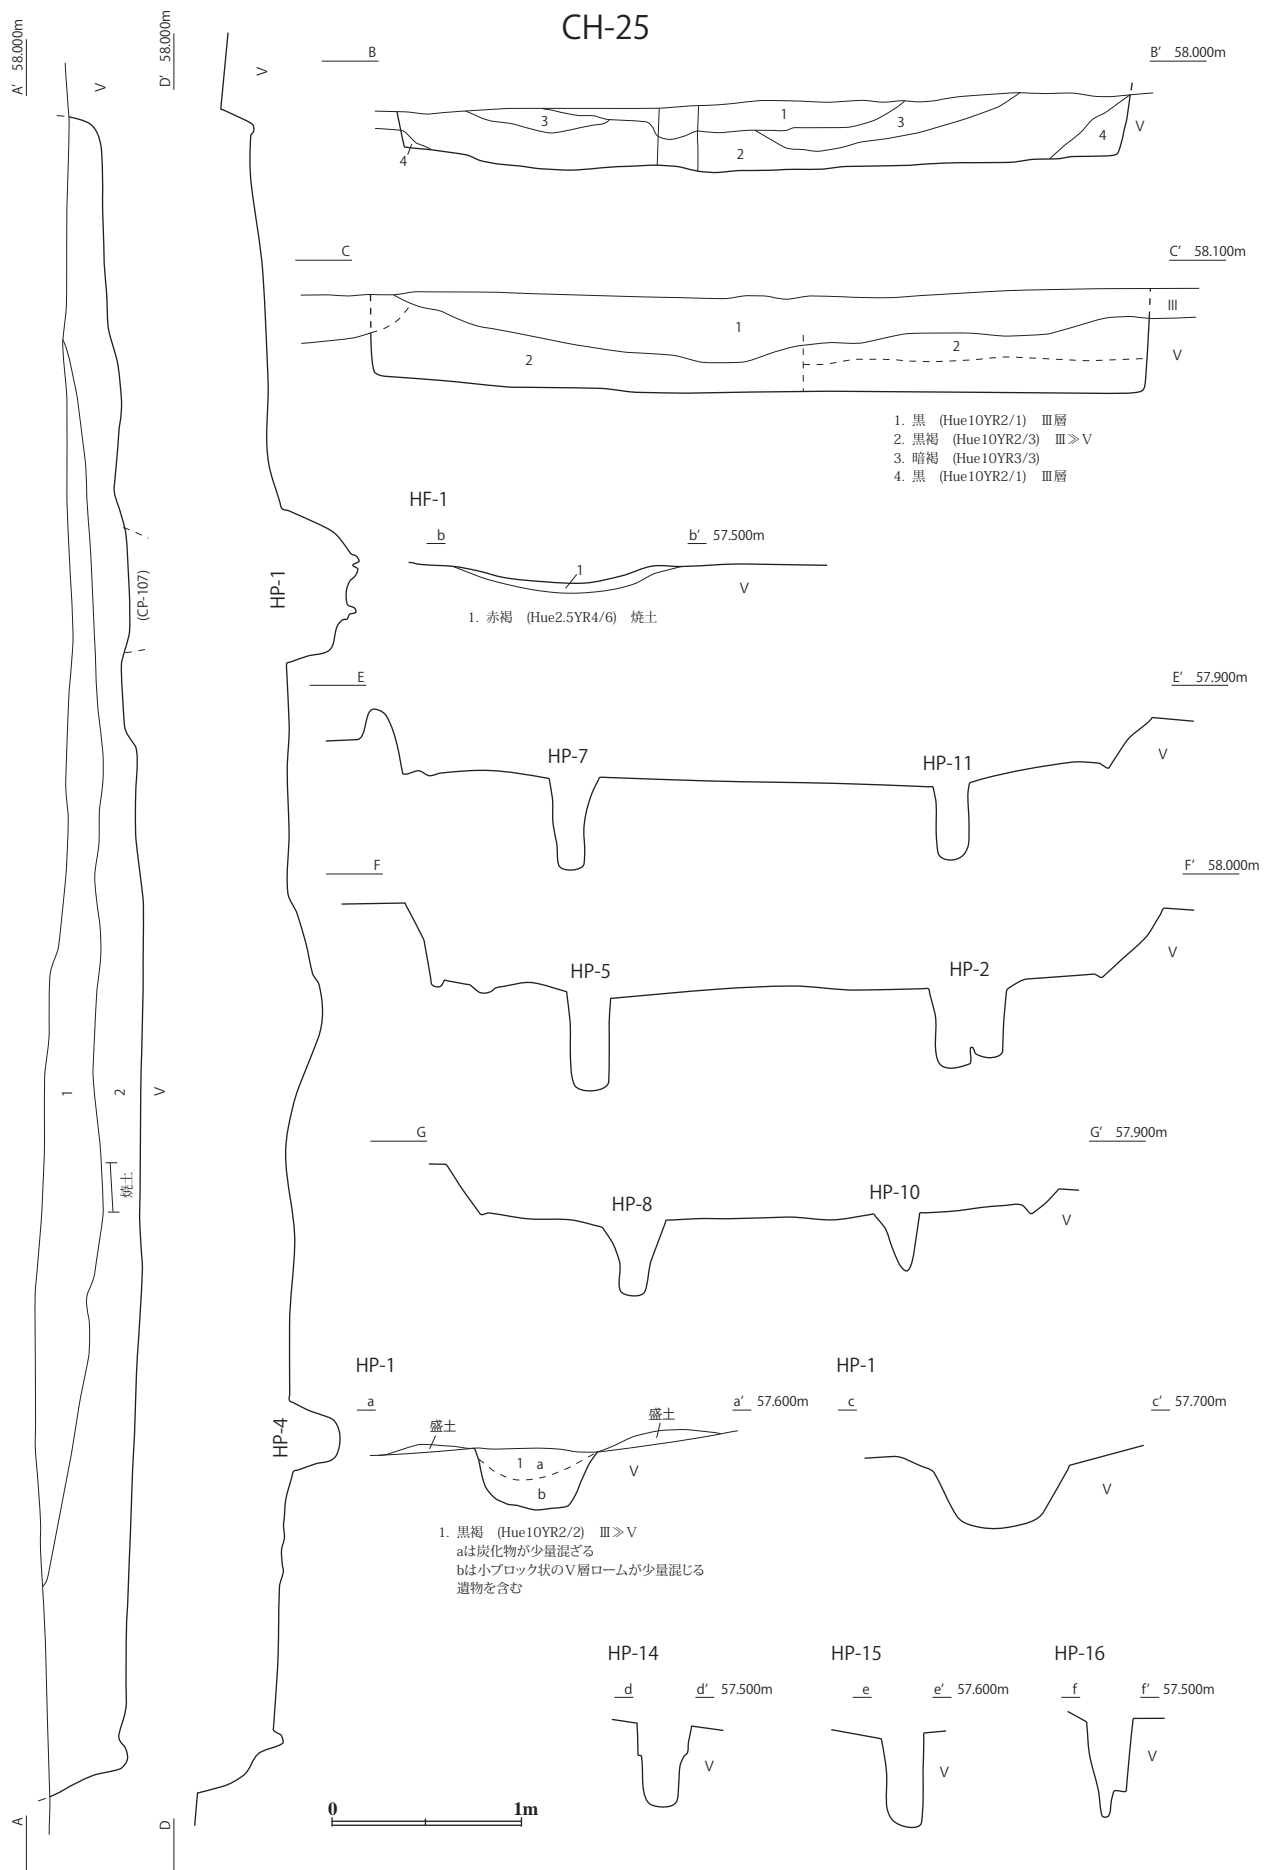 CH-25
A' 58.000m
V
D' 58.000m
V
B
B' 58.000m
3
1
3
4
2
4
V
C
C' 58.100m
III
1
2
2
V
1. 黒 (Hue10YR2/1) Ⅲ層
2. 黒褐 (Hue10YR2/3) Ⅲ≫Ⅴ
3. 暗褐 (Hue10YR3/3)
4. 黒 (Hue10YR2/1) Ⅲ層
HF-1
b
b' 57.500m
1
V
1. 赤褐 (Hue2.5YR4/6) 焼土
(CP-107)
HP-1
E
E' 57.900m
HP-7
HP-11
V
F
F' 58.000m
HP-5
HP-2
V
1
2
V
焼土
G
G' 57.900m
HP-8
HP-10
V
HP-4
HP-1
a
a' 57.600m
盛土
盛土
1 a
b
V
1. 黒褐 (Hue10YR2/2) Ⅲ≫Ⅴ
aは炭化物が少量混ざる
bは小ブロック状のⅤ層ロームが少量混じる
遺物を含む
HP-1
c
c' 57.700m
V
HP-14
d
d' 57.500m
V
HP-15
e
e' 57.600m
V
HP-16
f
f' 57.500m
V
A
D
0 1m